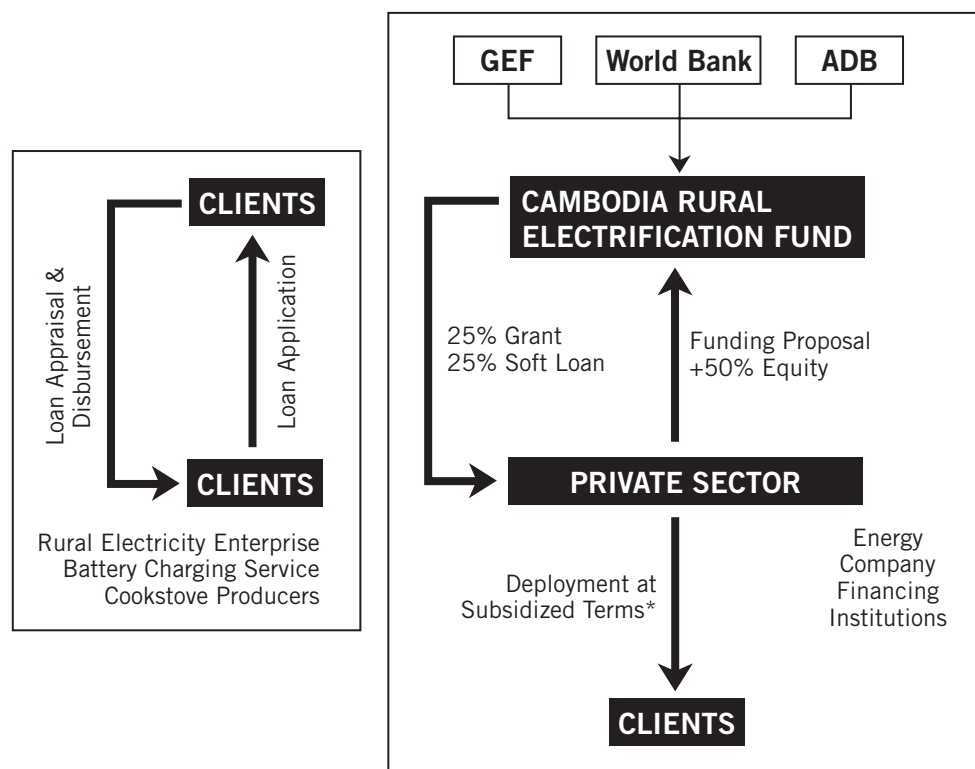 CLIENTS
Loan Appraisal &
Disbursement
Loan Application
CLIENTS
Rural Electricity Enterprise
Battery Charging Service
Cookstove Producers
GEF
World Bank
ADB
CAMBODIA RURAL
ELECTRIFICATION FUND
25% Grant
25% Soft Loan
Funding Proposal
+50% Equity
PRIVATE SECTOR
Deployment at
Subsidized Terms*
Energy
Company
Financing
Institutions
CLIENTS